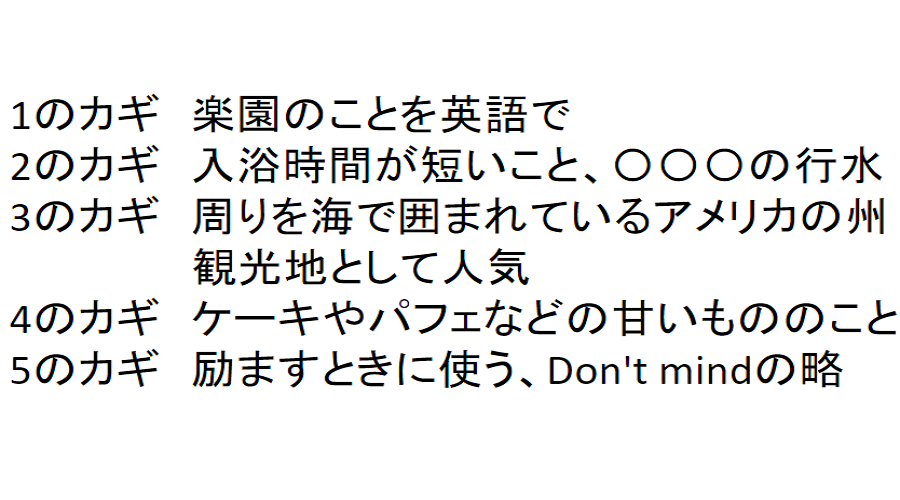 1のカギ　楽園のことを英語で
2のカギ　入浴時間が短いこと、〇〇〇の行水
3のカギ　周りを海で囲まれているアメリカの州
観光地として人気
4のカギ　ケーキやパフェなどの甘いもののこと
5のカギ　励ますときに使う、Don't mindの略